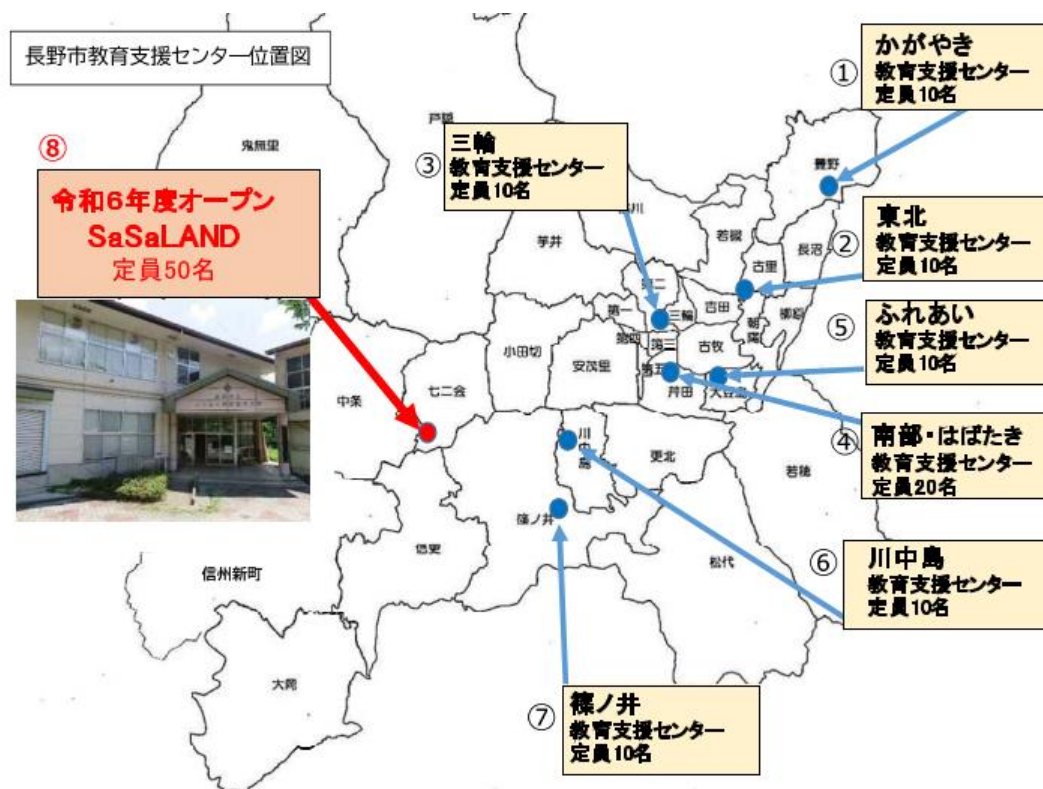 長野市教育支援センター位置図
①
かがやき
教育支援センター
定員10名
②
東北
教育支援センター
定員10名
③
三輪
教育支援センター
定員10名
⑤
ふれあい
教育支援センター
定員10名
④
南部・はばたき
教育支援センター
定員20名
⑥
川中島
教育支援センター
定員10名
⑦
篠ノ井
教育支援センター
定員10名
⑧
令和6年度オープン
SaSaLAND
定員50名
鬼無里
戸隠
豊野
芋井
若槻
長沼
古里
吉田
柳原
朝陽
第一
三輪
第四
第三
古牧
第五
芹田
大豆島
小田切
安茂里
七二会
中条
川中島
更北
若穂
篠ノ井
信更
松代
信州新町
大岡